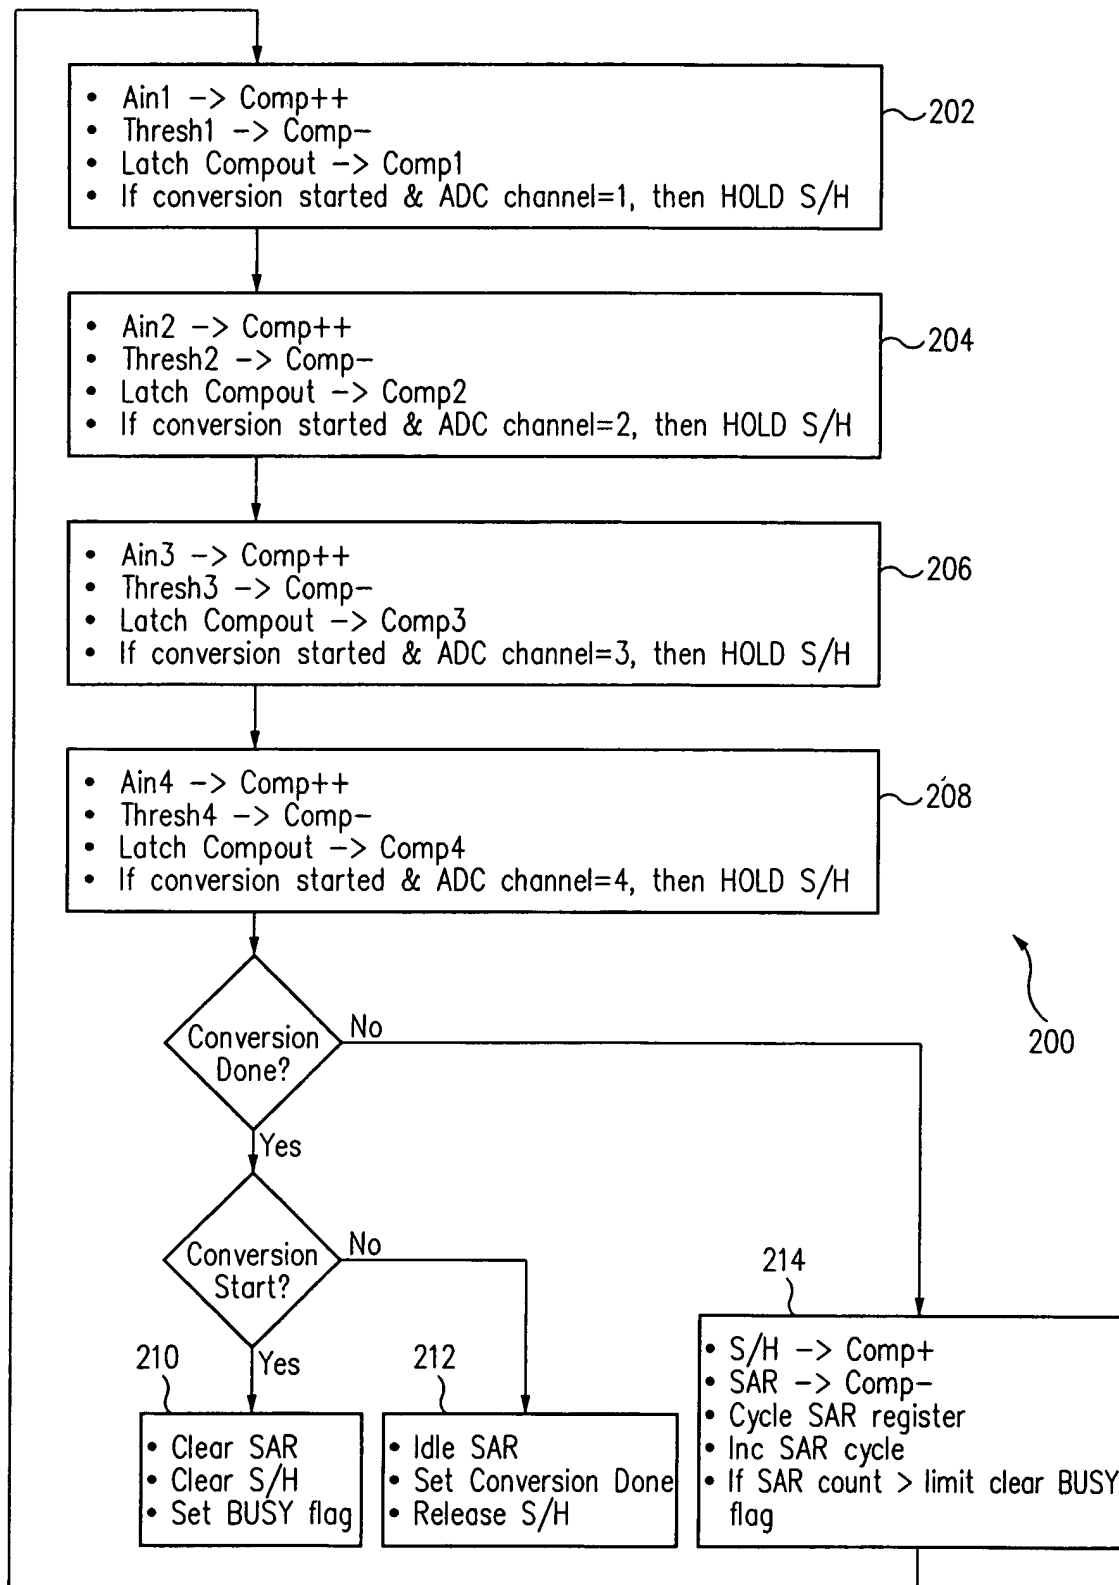 • Ain1 -> Comp++
• Thresh1 -> Comp-
• Latch Compout -> Comp1
• If conversion started & ADC channel=1, then HOLD S/H
202
• Ain2 -> Comp++
• Thresh2 -> Comp-
• Latch Compout -> Comp2
• If conversion started & ADC channel=2, then HOLD S/H
204
• Ain3 -> Comp++
• Thresh3 -> Comp-
• Latch Compout -> Comp3
• If conversion started & ADC channel=3, then HOLD S/H
206
• Ain4 -> Comp++
• Thresh4 -> Comp-
• Latch Compout -> Comp4
• If conversion started & ADC channel=4, then HOLD S/H
208
200
Conversion
Done?
No
Yes
Conversion
Start?
No
Yes
210
• Clear SAR
• Clear S/H
• Set BUSY flag
212
• Idle SAR
• Set Conversion Done
• Release S/H
214
• S/H -> Comp+
• SAR -> Comp-
• Cycle SAR register
• Inc SAR cycle
• If SAR count > limit clear BUSY
flag